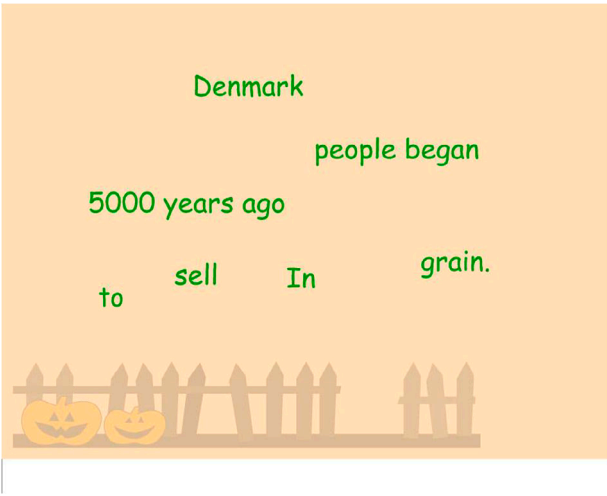 Denmark
people began
5000 years ago
sell In grain.
to